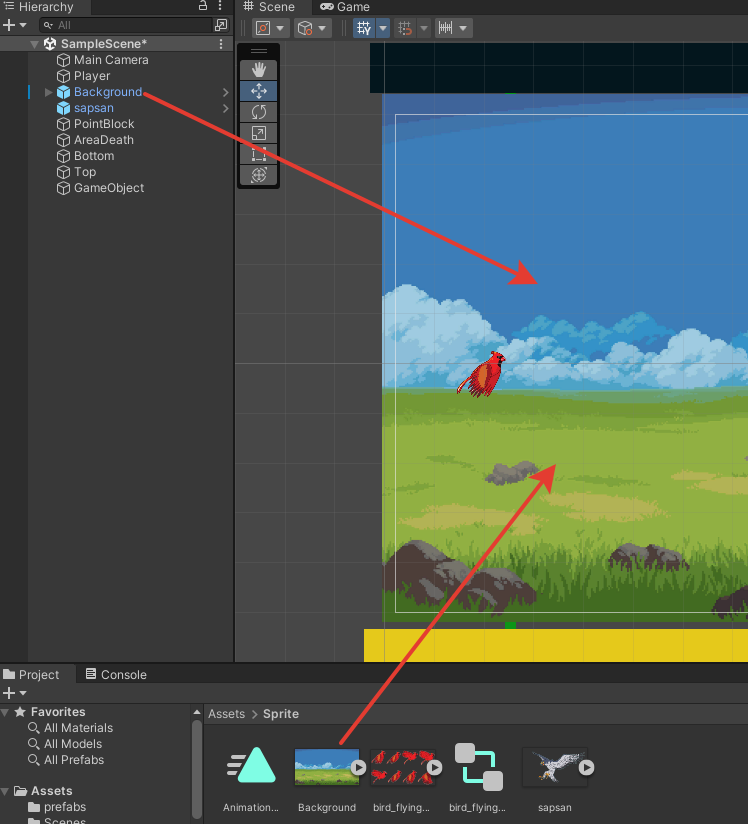 Hierarchy
All
SampleScene*
Main Camera
Player
Background
sapsan
PointBlock
AreaDeath
Bottom
Top
GameObject
Scene
Game
Project
Console
Favorites
All Materials
All Models
All Prefabs
Assets
prefabs
Scenes
Assets > Sprite
Animation...
Background
bird_flying...
bird_flying...
sapsan